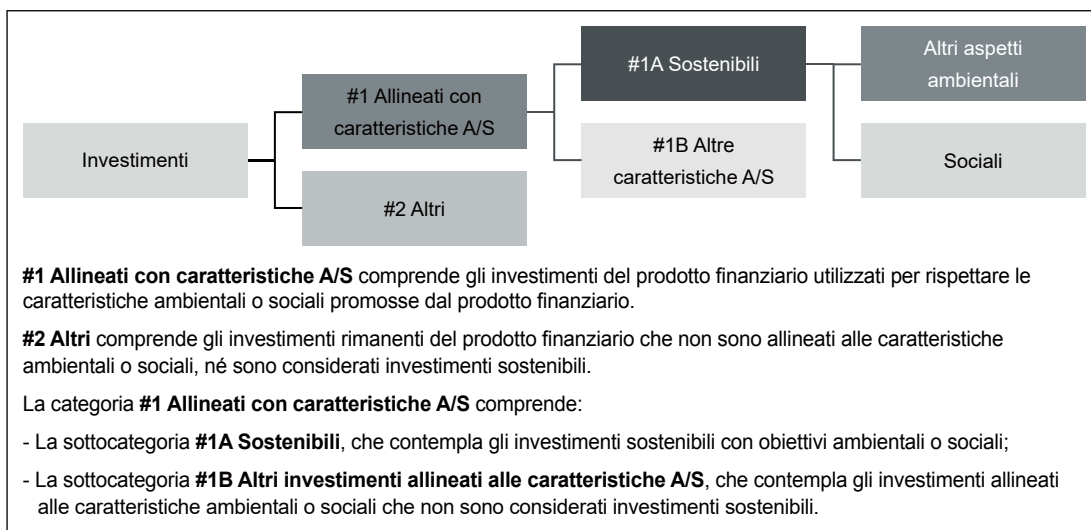 Investimenti
#1 Allineati con
caratteristiche A/S
#2 Altri
#1A Sostenibili
#1B Altre
caratteristiche A/S
Altri aspetti
ambientali
Sociali
#1 Allineati con caratteristiche A/S comprende gli investimenti del prodotto finanziario utilizzati per rispettare le
caratteristiche ambientali o sociali promosse dal prodotto finanziario.
#2 Altri comprende gli investimenti rimanenti del prodotto finanziario che non sono allineati alle caratteristiche
ambientali o sociali, né sono considerati investimenti sostenibili.
La categoria #1 Allineati con caratteristiche A/S comprende:
- La sottocategoria #1A Sostenibili, che contempla gli investimenti sostenibili con obiettivi ambientali o sociali;
- La sottocategoria #1B Altri investimenti allineati alle caratteristiche A/S, che contempla gli investimenti allineati
alle caratteristiche ambientali o sociali che non sono considerati investimenti sostenibili.